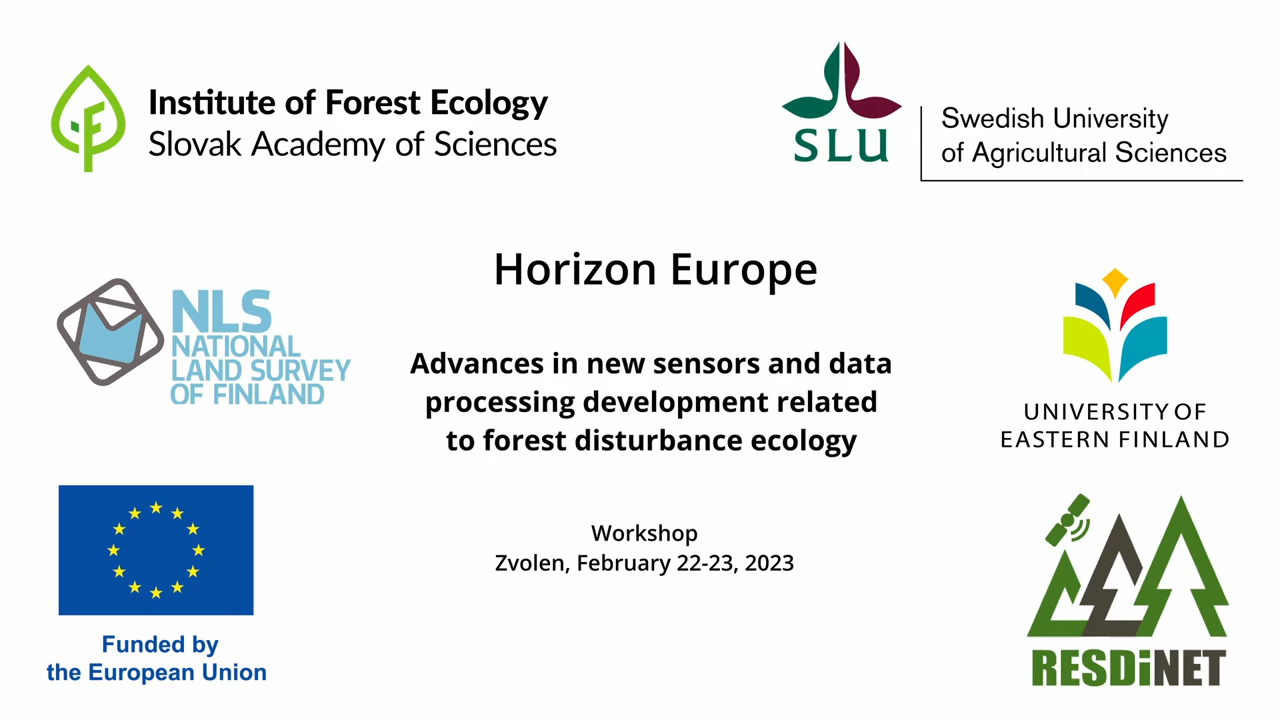 Institute of Forest Ecology
Slovak Academy of Sciences
SLU
Swedish University
of Agricultural Sciences
Horizon Europe
NLS
NATIONAL
LAND SURVEY
OF FINLAND
Advances in new sensors and data
processing development related
to forest disturbance ecology
UNIVERSITY OF
EASTERN FINLAND
Workshop
Zvolen, February 22-23, 2023
Funded by
the European Union
RESDiNET